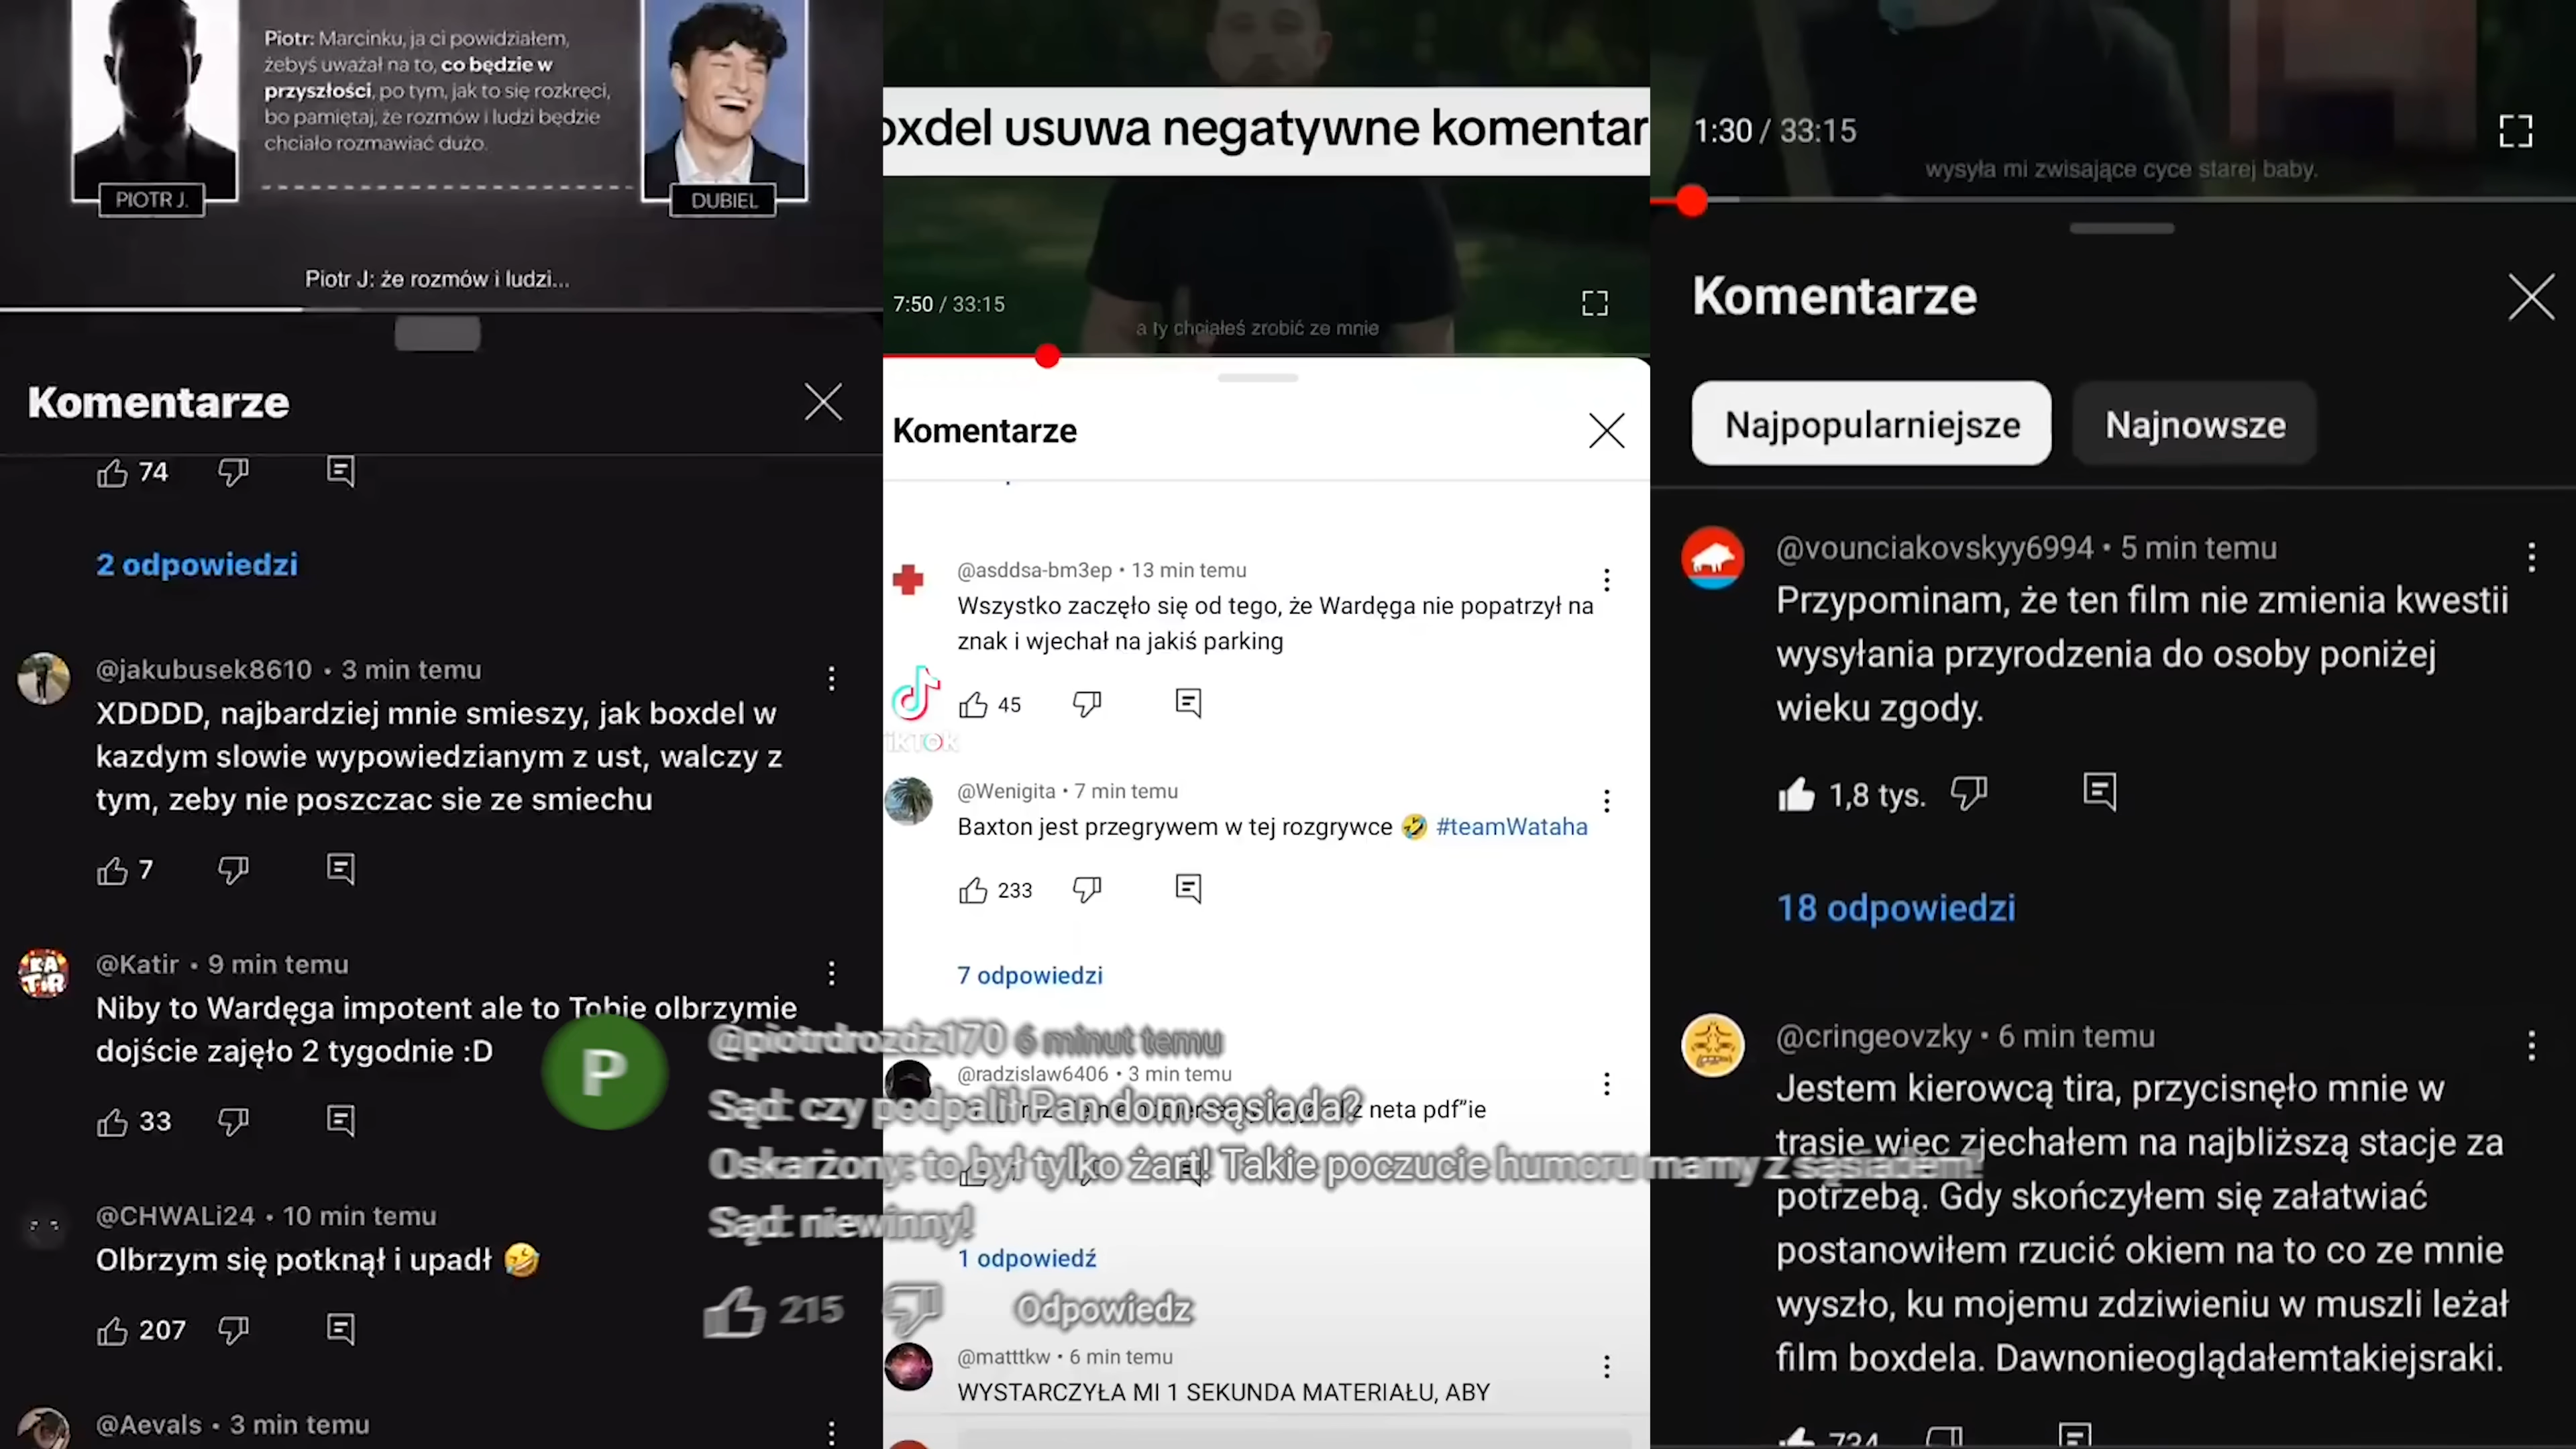 Piotr: Marcinku, ja ci powidziałem,
żebyś uważał na to, co będzie w
przyszłości, po tym, jak to się rozkręci,
bo pamiętaj, że rozmów i ludzi będzie
chciało rozmawiać dużo.
PIOTR J.
DUBIEL
Piotr J: że rozmów i ludzi...
Komentarze
74
2 odpowiedzi
@jakubusek8610 • 3 min temu
XDDDD, najbardziej mnie smieszy, jak boxdel w
kazdym slowie wypowiedzianym z ust, walczy z
tym, zeby nie poszczac sie ze smiechu
7
KA
TIR
@Katir • 9 min temu
Niby to Wardęga impotent ale to Tobie olbrzymie
dojście zajęło 2 tygodnie :D
33
@CHWALi24 • 10 min temu
Olbrzym się potknął i upadł 🤣
207
@Aevals • 3 min temu
oxdel usuwa negatywne komentar
7:50 / 33:15
a ty chciałeś zrobić ze mnie
Komentarze
@asddsa-bm3ep • 13 min temu
Wszystko zaczęło się od tego, że Wardęga nie popatrzył na
znak i wjechał na jakiś parking
45
TikTok
@Wenigita • 7 min temu
Baxton jest przegrywem w tej rozgrywce 🤣 #teamWataha
233
7 odpowiedzi
@radzislaw6406 • 3 min temu
z neta pdf"ie
1 odpowiedź
@matttkw • 6 min temu
WYSTARCZYŁA MI 1 SEKUNDA MATERIAŁU, ABY
P
@piotrdrozdz170 6 minut temu
Sąd: czy podpalił Pan dom sąsiada?
Oskarżony: to był tylko żart! Takie poczucie humoru mamy z sąsiadem!
Sąd: niewinny!
215
Odpowiedz
1:30 / 33:15
wysyła mi zwisające cyce starej baby.
Komentarze
Najpopularniejsze
Najnowsze
@vounciakovskyy6994 • 5 min temu
Przypominam, że ten film nie zmienia kwestii
wysyłania przyrodzenia do osoby poniżej
wieku zgody.
1,8 tys.
18 odpowiedzi
@cringeovzky • 6 min temu
Jestem kierowcą tira, przycisnęło mnie w
trasie więc zjechałem na najbliższą stacje za
potrzebą. Gdy skończyłem się załatwiać
postanowiłem rzucić okiem na to co ze mnie
wyszło, ku mojemu zdziwieniu w muszli leżał
film boxdela. Dawnonieoglądałemtakiejsraki.
734